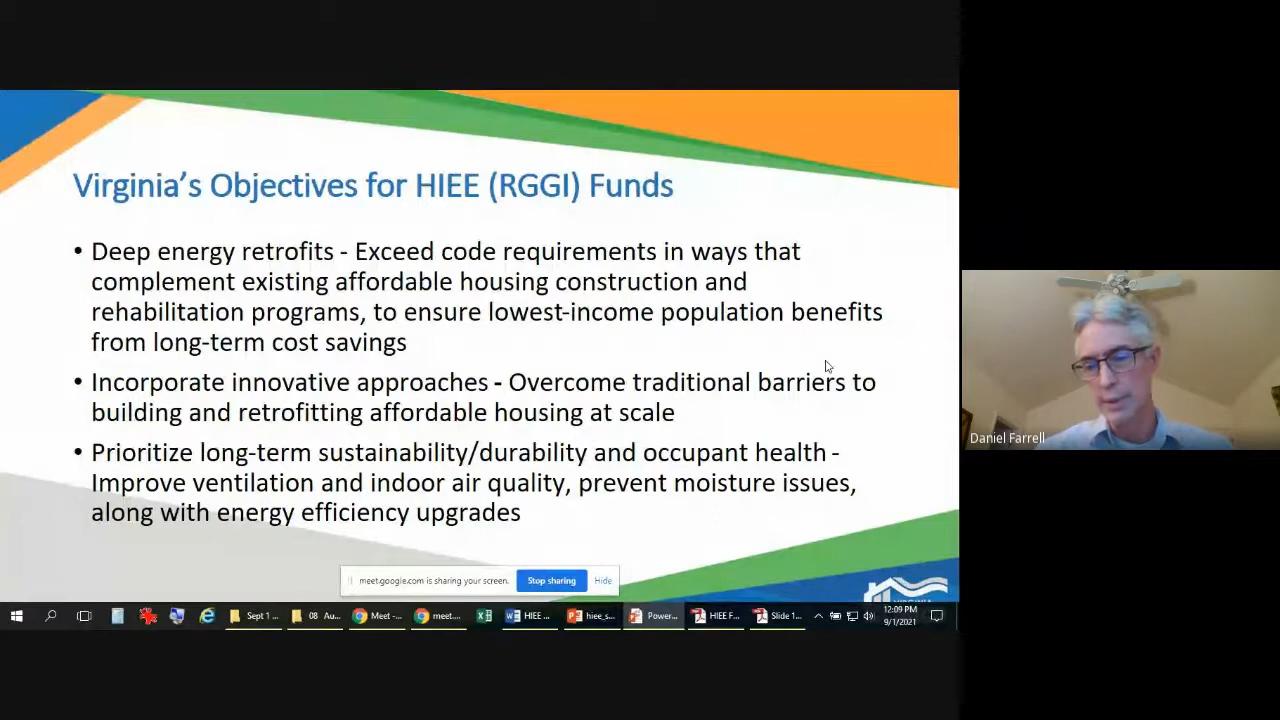 Virginia's Objectives for HIEE (RGGI) Funds
• Deep energy retrofits - Exceed code requirements in ways that
complement existing affordable housing construction and
rehabilitation programs, to ensure lowest-income population benefits
from long-term cost savings
• Incorporate innovative approaches - Overcome traditional barriers to
building and retrofitting affordable housing at scale
• Prioritize long-term sustainability/durability and occupant health -
Improve ventilation and indoor air quality, prevent moisture issues,
along with energy efficiency upgrades
Daniel Farrell
meet.google.com is sharing your screen. Stop sharing Hide
Sept 1 ... 08 Au... Meet -... meet.... HIEE ... hiee_s... Power... HIEE F... Slide 1... 12:09 PM
9/1/2021